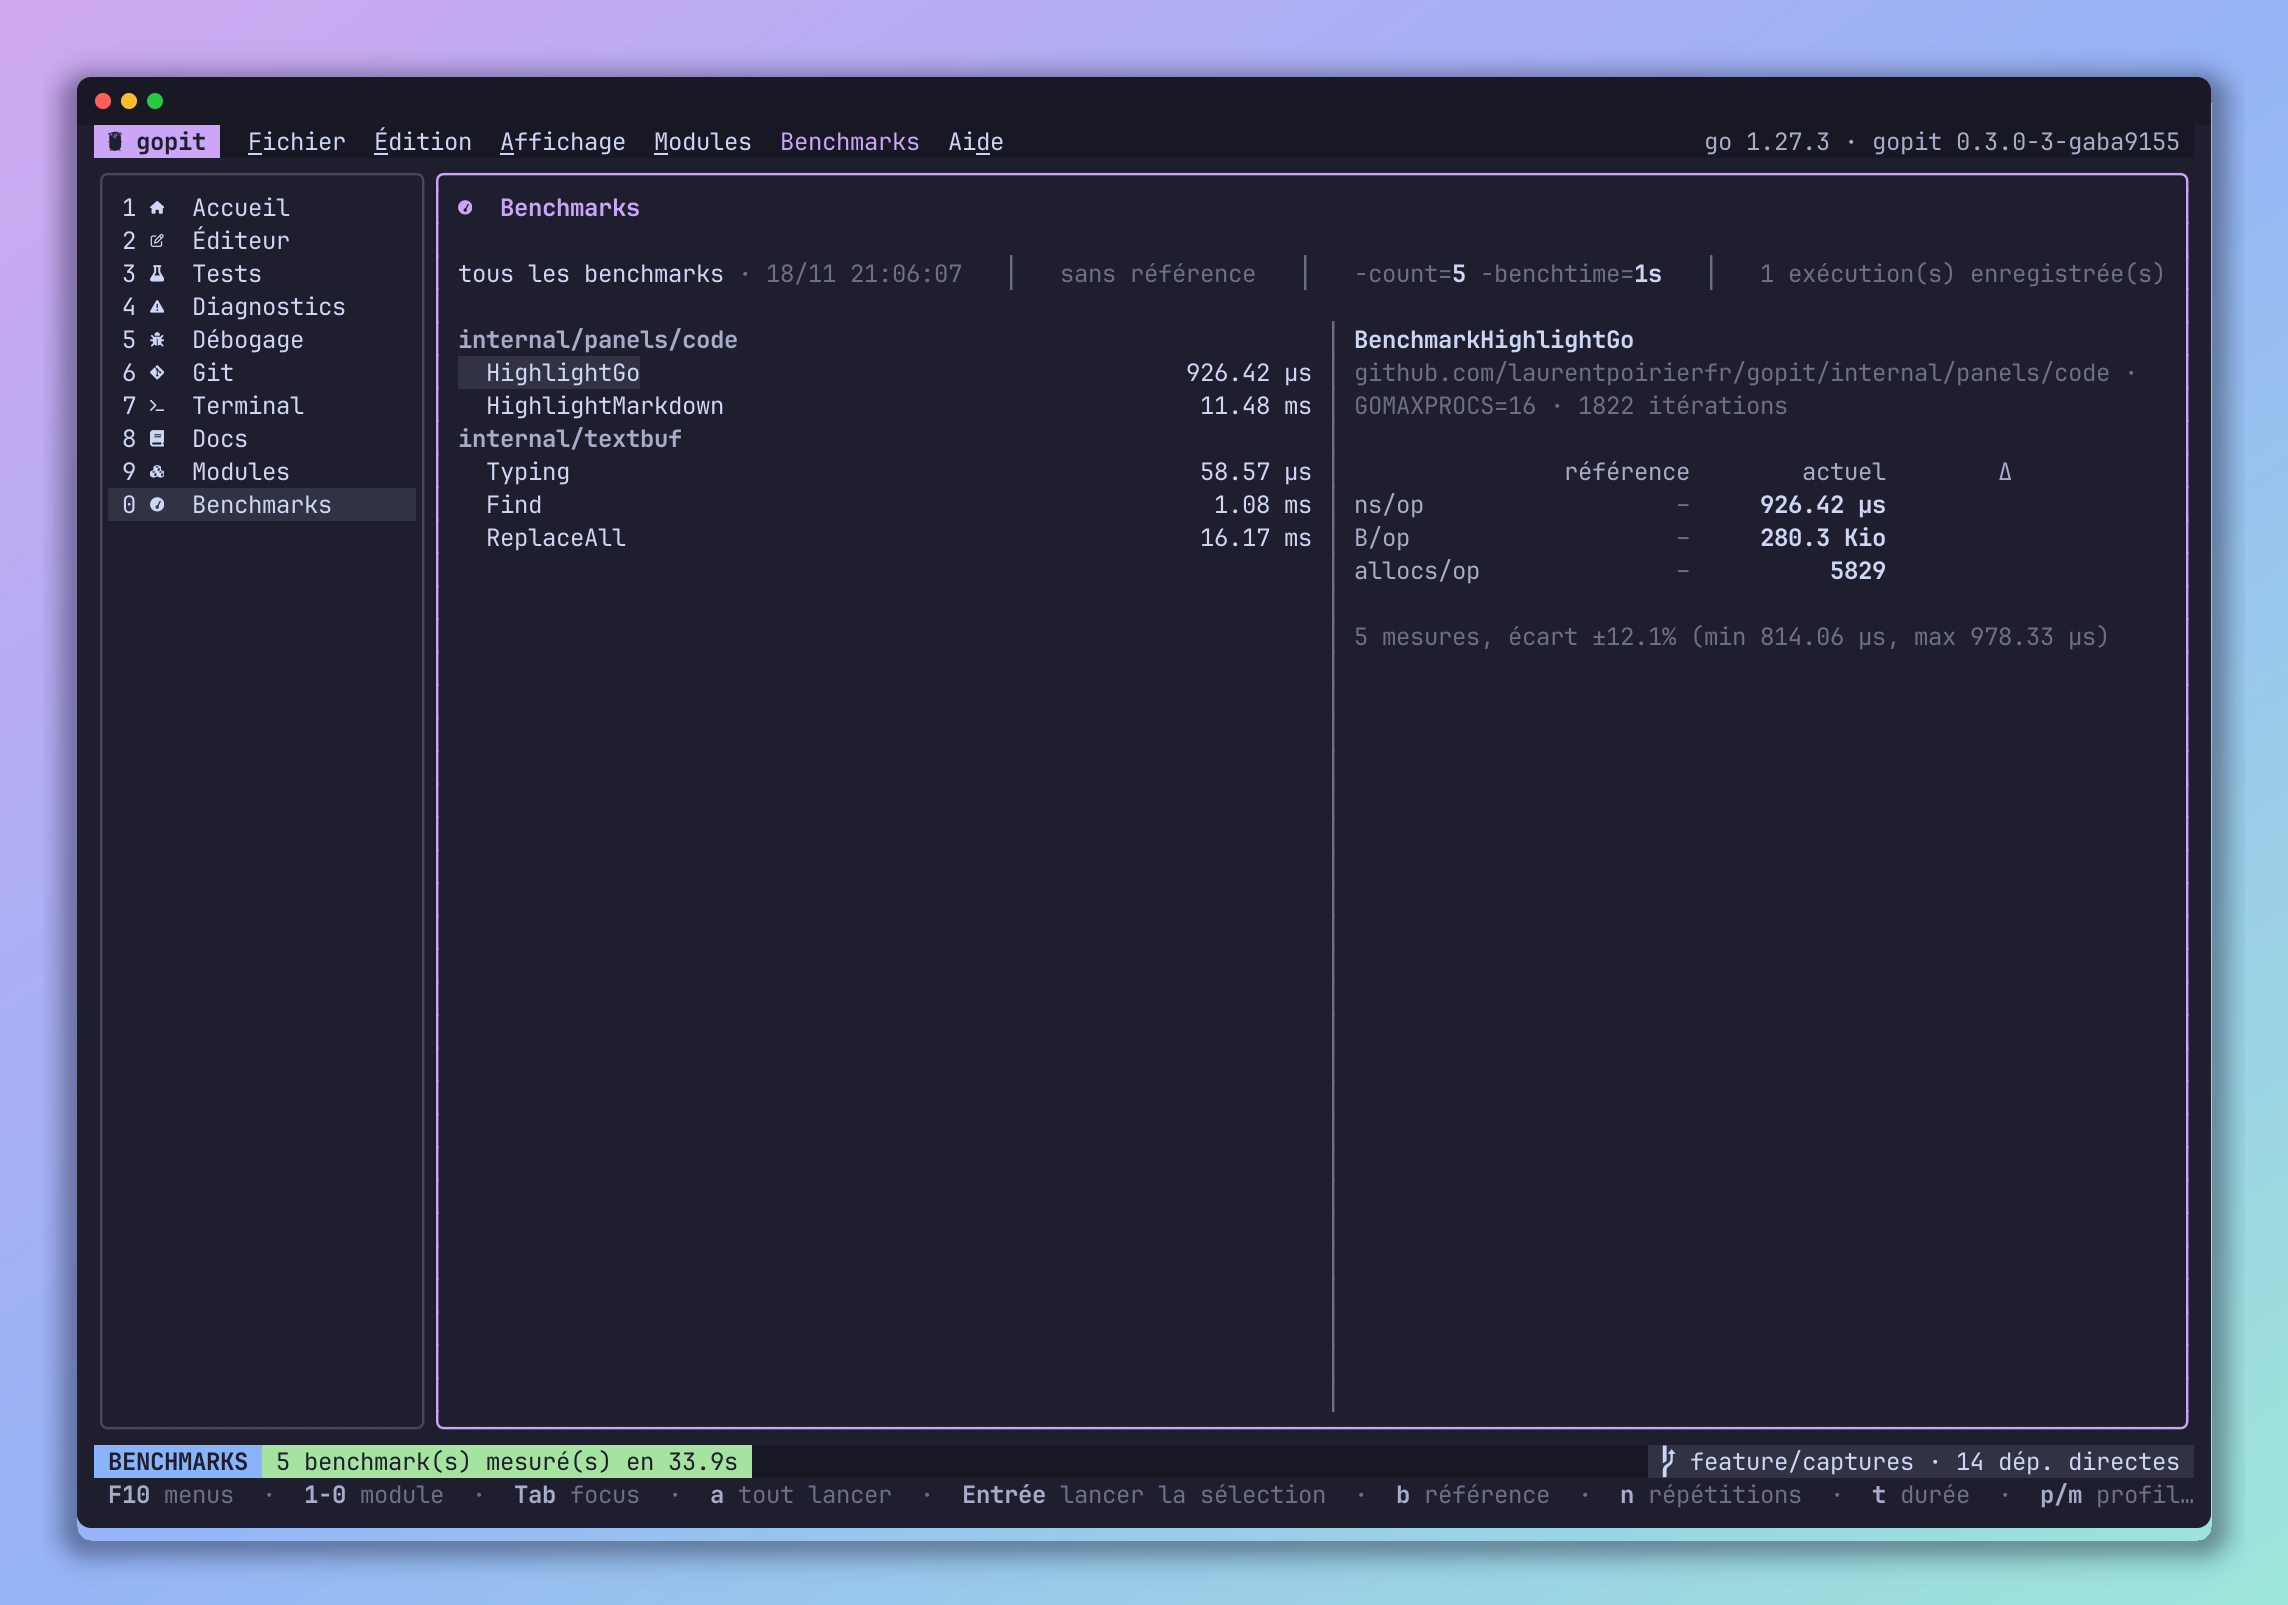 gopit Fichier Édition Affichage Modules Benchmarks Aide go 1.27.3 · gopit 0.3.0-3-gaba9155
1 Accueil
2 Éditeur
3 Tests
4 Diagnostics
5 Débogage
6 Git
7 Terminal
8 Docs
9 Modules
0 Benchmarks
Benchmarks
tous les benchmarks · 18/11 21:06:07 │ sans référence │ -count=5 -benchtime=1s │ 1 exécution(s) enregistrée(s)
internal/panels/code
HighlightGo 926.42 µs
HighlightMarkdown 11.48 ms
internal/textbuf
Typing 58.57 µs
Find 1.08 ms
ReplaceAll 16.17 ms
BenchmarkHighlightGo
github.com/laurentpoirierfr/gopit/internal/panels/code ·
GOMAXPROCS=16 · 1822 itérations
référence actuel Δ
ns/op – 926.42 µs
B/op – 280.3 Kio
allocs/op – 5829
5 mesures, écart ±12.1% (min 814.06 µs, max 978.33 µs)
BENCHMARKS 5 benchmark(s) mesuré(s) en 33.9s feature/captures · 14 dép. directes
F10 menus · 1-0 module · Tab focus · a tout lancer · Entrée lancer la sélection · b référence · n répétitions · t durée · p/m profil…